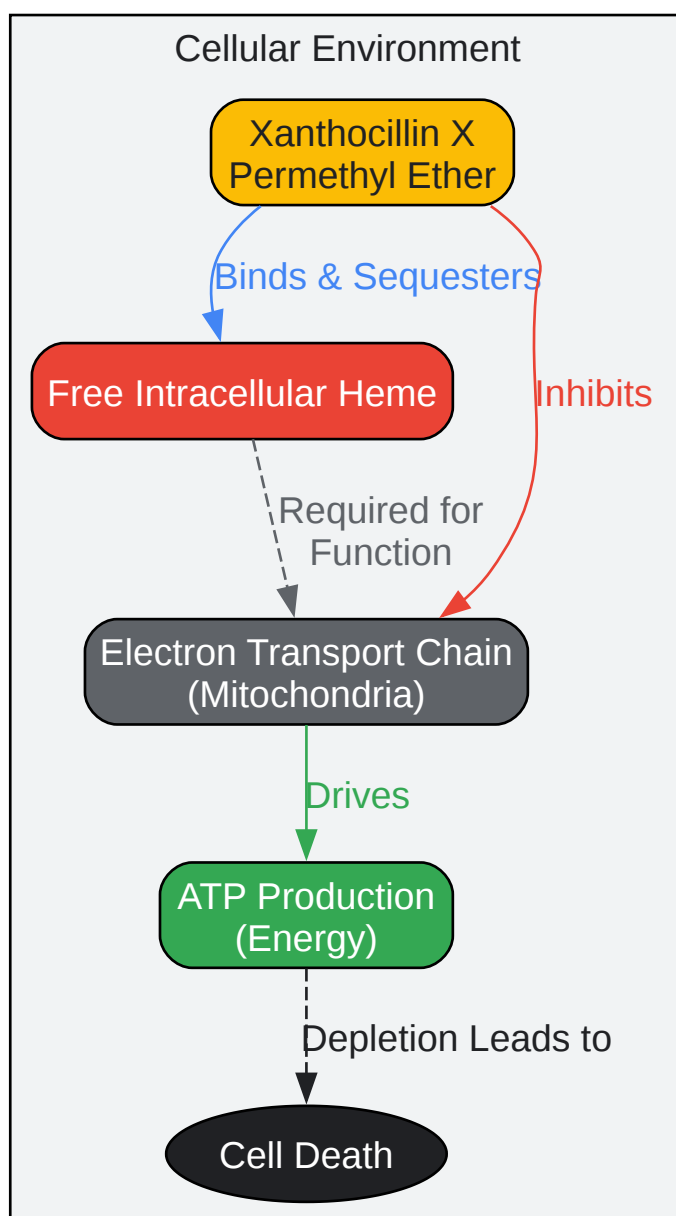 Cellular Environment
Xanthocillin X
Permethyl Ether
Binds & Sequesters
Free Intracellular Heme
Inhibits
Required for
Function
Electron Transport Chain
(Mitochondria)
Drives
ATP Production
(Energy)
Depletion Leads to
Cell Death